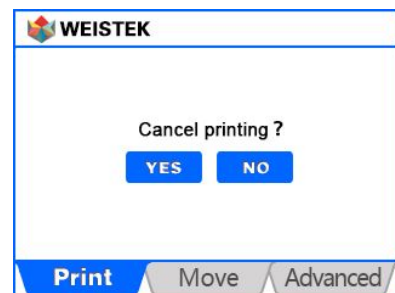 WEISTEK
Cancel printing ?
YES NO
Print Move Advanced